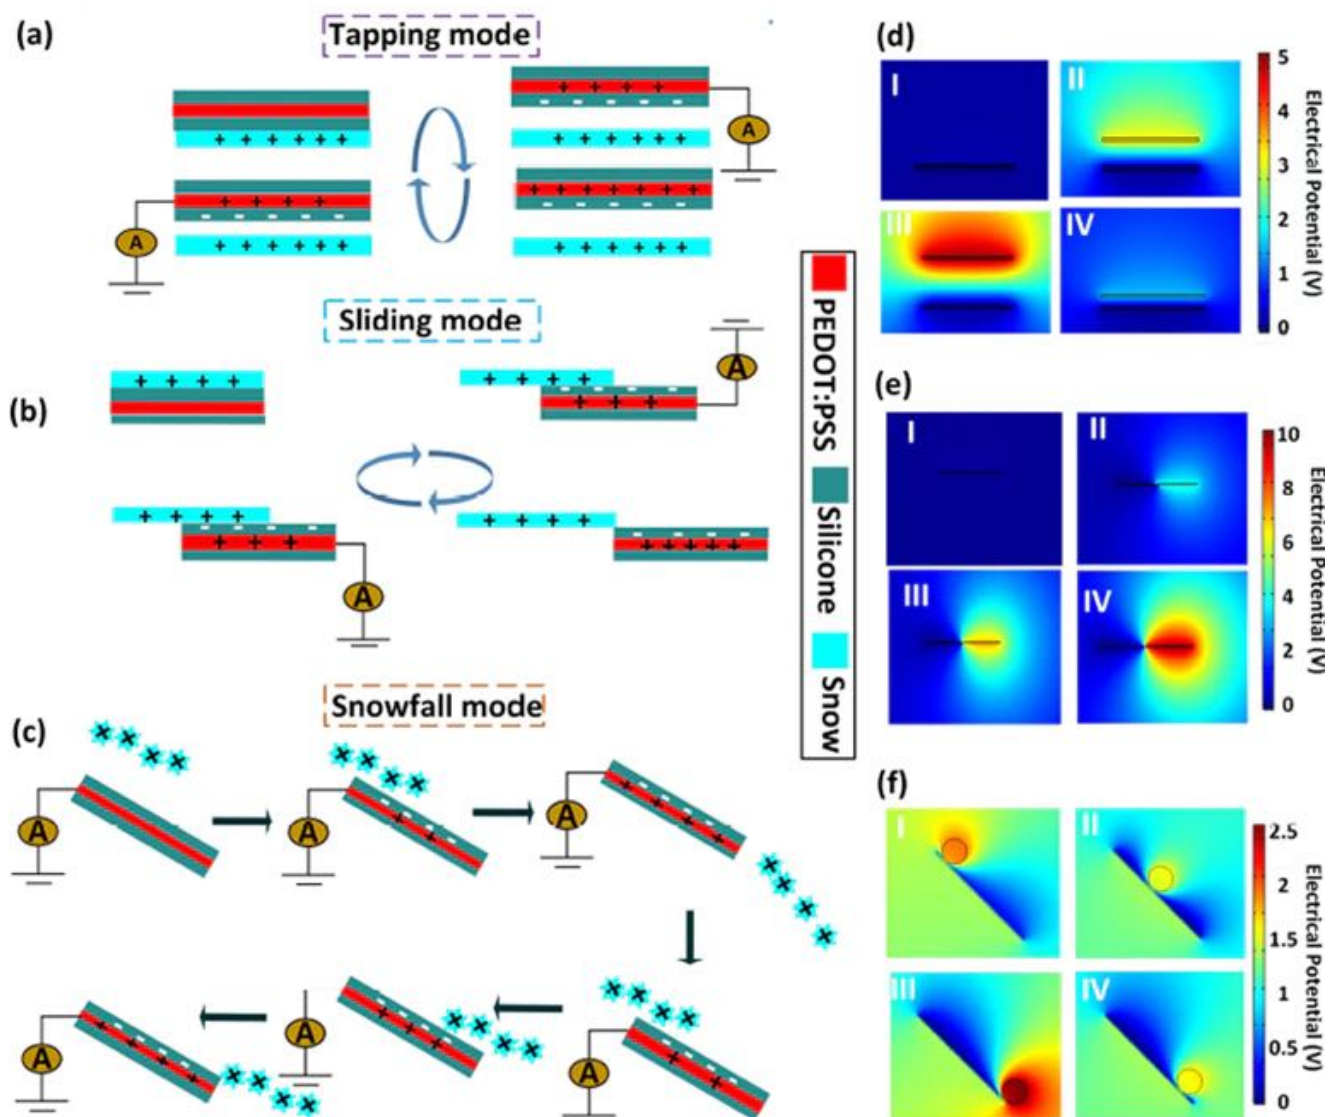 (a)
Tapping mode
A
A
(b)
Sliding mode
A
A
(c)
Snowfall mode
A
A
A
A
A
A
PEDOT:PSS
Silicone
Snow
(d)
I
II
III
IV
5
4
3
2
1
0
Electrical Potential (V)
(e)
I
II
III
IV
10
8
6
4
2
0
Electrical Potential (V)
(f)
I
II
III
IV
2.5
2
1.5
1
0.5
0
Electrical Potential (V)